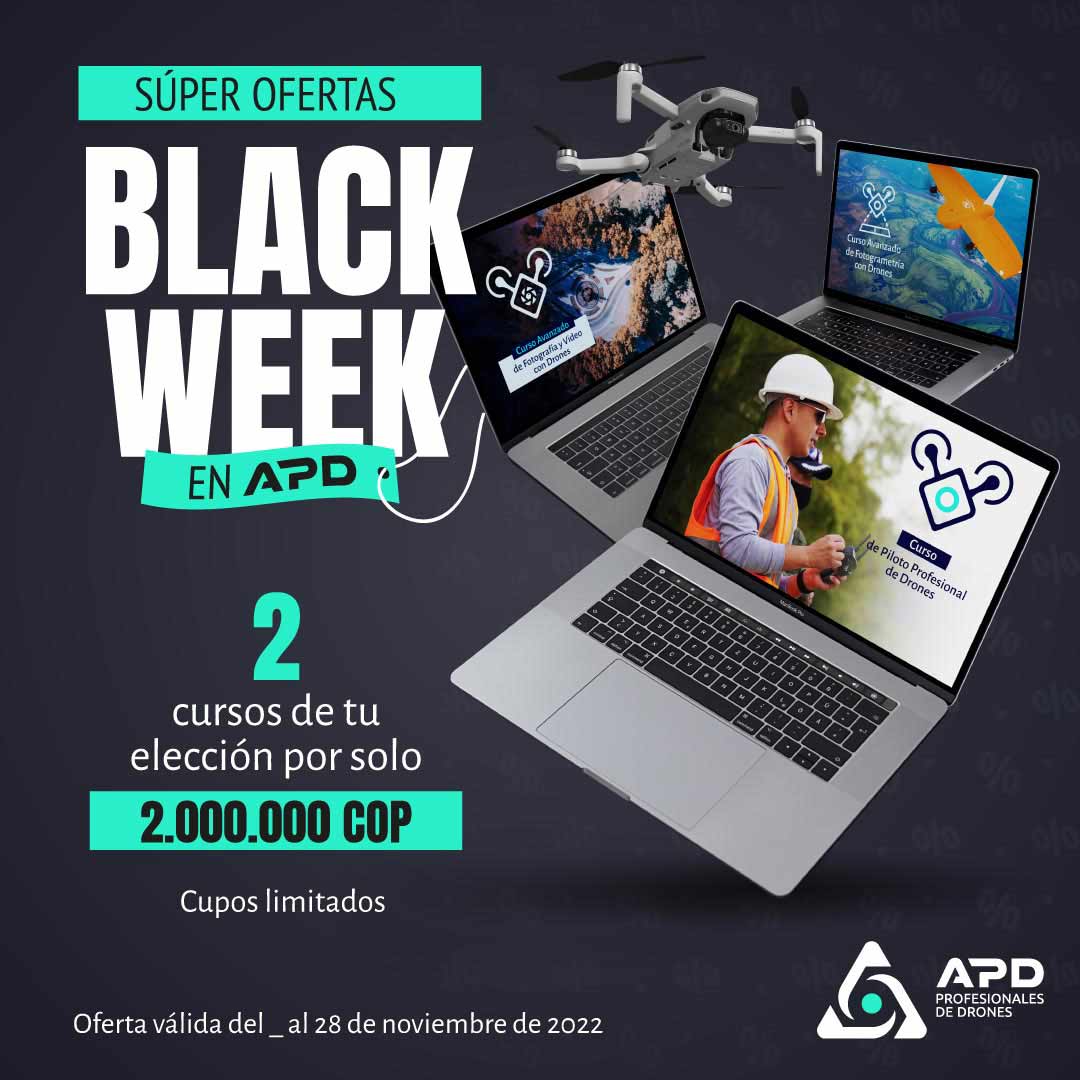 SÚPER OFERTAS
BLACK
WEEK
EN APD
Curso Avanzado
de Fotografía y Video
con Drones
Curso Avanzado
de Fotogrametría
con Drones
Curso
de Piloto Profesional
de Drones
MacBook Pro
2
cursos de tu
elección por solo
2.000.000 COP
Cupos limitados
Oferta válida del _ al 28 de noviembre de 2022
APD
PROFESIONALES
DE DRONES